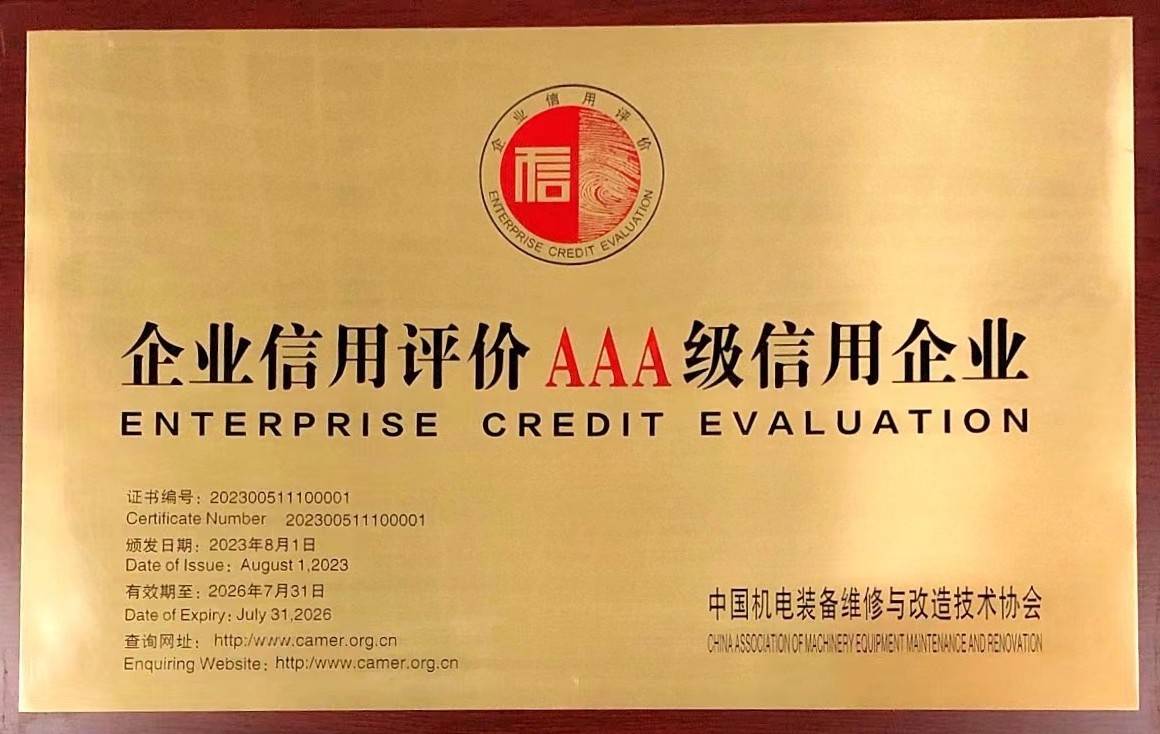 企业信用评价
信
ENTERPRISE CREDIT EVALUATION
企业信用评价AAA级信用企业
ENTERPRISE CREDIT EVALUATION
证书编号：202300511100001
Certificate Number 202300511100001
颁发日期：2023年8月1日
Date of Issue：August 1,2023
有效期至：2026年7月31日
Date of Expiry：July 31,2026
查询网址： http:/www.camer.org.cn
Enquiring Website：http:/www.camer.org.cn
中国机电装备维修与改造技术协会
CHINA ASSOCIATION OF MACHINERY EQUIPMENT MAINTENANCE AND RENOVATION